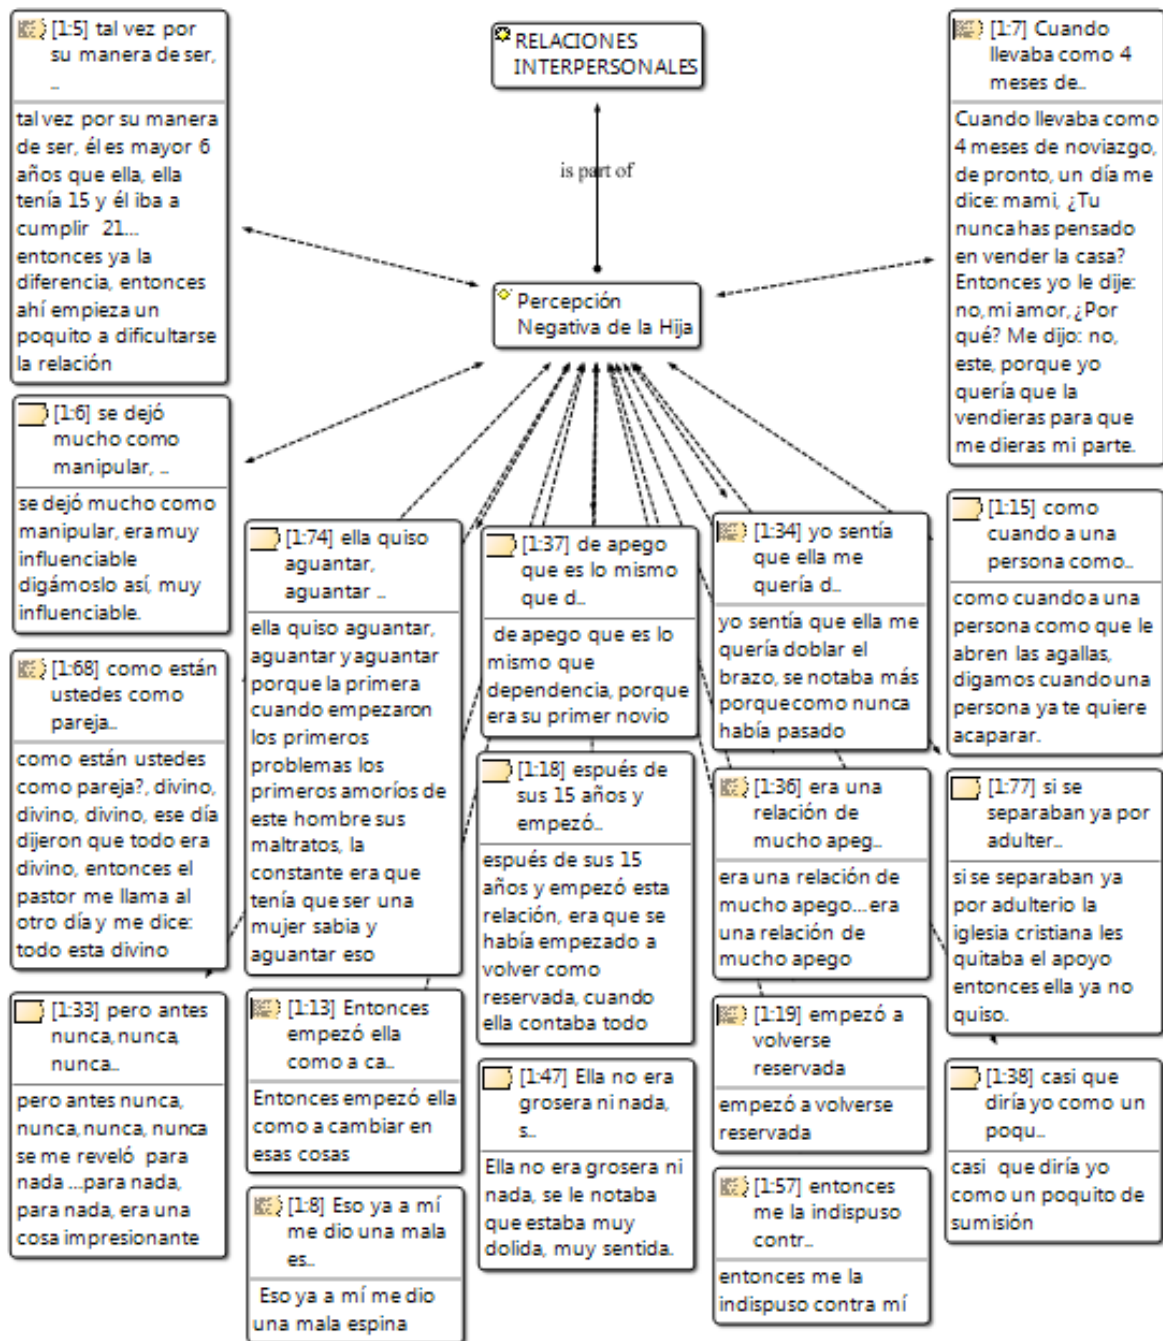 RELACIONES
INTERPERSONALES
is part of
Percepción
Negativa de la Hija
[1:5] tal vez por
su manera de ser,
..
tal vez por su manera
de ser, él es mayor 6
años que ella, ella
tenía 15 y él iba a
cumplir 21...
entonces ya la
diferencia, entonces
ahí empieza un
poquito a dificultarse
la relación
[1:7] Cuando
llevaba como 4
meses de..
Cuando llevaba como
4 meses de noviazgo,
de pronto, un día me
dice: mami, ¿Tu
nunca has pensado
en vender la casa?
Entonces yo le dije:
no, mi amor, ¿Por
qué? Me dijo: no,
este, porque yo
quería que la
vendieras para que
me dieras mi parte.
[1:6] se dejó
mucho como
manipular, ..
se dejó mucho como
manipular, era muy
influenciable
digámoslo así, muy
influenciable.
[1:68] como están
ustedes como
pareja..
como están ustedes
como pareja?, divino,
divino, divino, ese día
dijeron que todo era
divino, entonces el
pastor me llama al
otro día y me dice:
todo esta divino
[1:33] pero antes
nunca, nunca,
nunca..
pero antes nunca,
nunca, nunca, nunca
se me reveló para
nada ...para nada,
para nada, era una
cosa impresionante
[1:74] ella quiso
aguantar,
aguantar ..
ella quiso aguantar,
aguantar y aguantar
porque la primera
cuando empezaron
los primeros
problemas los
primeros amoríos de
este hombre sus
maltratos, la
constante era que
tenía que ser una
mujer sabia y
aguantar eso
[1:13] Entonces
empezó ella
como a ca..
Entonces empezó ella
como a cambiar en
esas cosas
[1:8] Eso ya a mí
me dio una mala
es..
Eso ya a mí me dio
una mala espina
[1:37] de apego
que es lo mismo
que d..
de apego que es lo
mismo que
dependencia, porque
era su primer novio
[1:18] espués de
sus 15 años y
empezó..
espués de sus 15
años y empezó esta
relación, era que se
había empezado a
volver como
reservada, cuando
ella contaba todo
[1:47] Ella no era
grosera ni nada,
s..
Ella no era grosera ni
nada, se le notaba
que estaba muy
dolida, muy sentida.
[1:34] yo sentía
que ella me
quería d..
yo sentía que ella me
quería doblar el
brazo, se notaba más
porque como nunca
había pasado
[1:36] era una
relación de
mucho apeg..
era una relación de
mucho apego...era
una relación de
mucho apego
[1:19] empezó a
volverse
reservada
empezó a volverse
reservada
[1:57] entonces
me la indispuso
contr..
entonces me la
indispuso contra mí
[1:15] como
cuando a una
persona como..
como cuando a una
persona como que le
abren las agallas,
digamos cuando una
persona ya te quiere
acaparar.
[1:77] si se
separaban ya por
adulter..
si se separaban ya
por adulterio la
iglesia cristiana les
quitaba el apoyo
entonces ella ya no
quiso.
[1:38] casi que
diría yo como un
poqu..
casi que diría yo
como un poquito de
sumisión